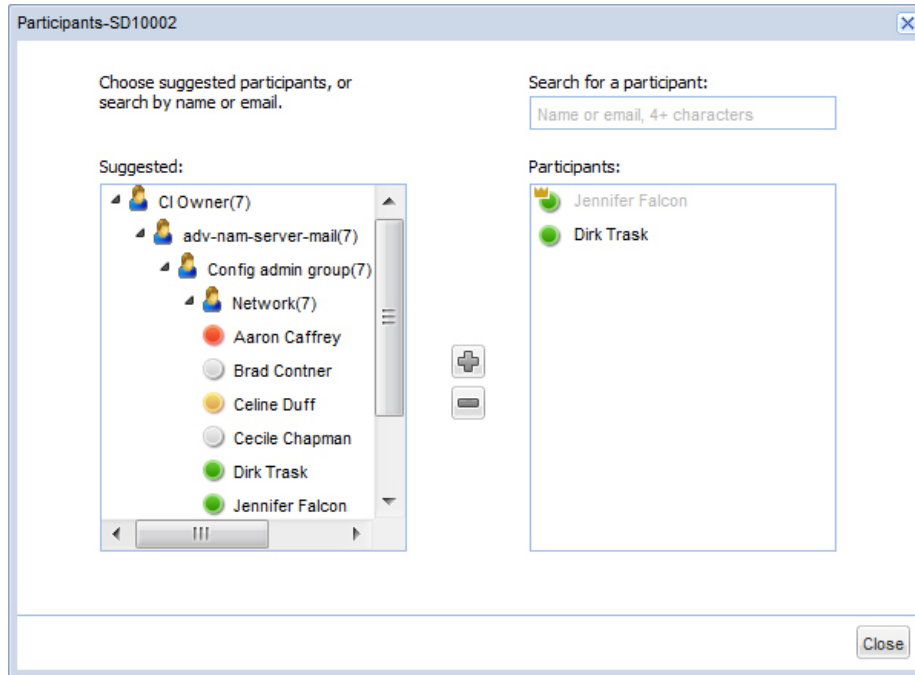 Participants-SD10002
Choose suggested participants, or
search by name or email.
Search for a participant:
Name or email, 4+ characters
Suggested:
CI Owner(7)
adv-nam-server-mail(7)
Config admin group(7)
Network(7)
Aaron Caffrey
Brad Contner
Celine Duff
Cecile Chapman
Dirk Trask
Jennifer Falcon
Participants:
Jennifer Falcon
Dirk Trask
Close